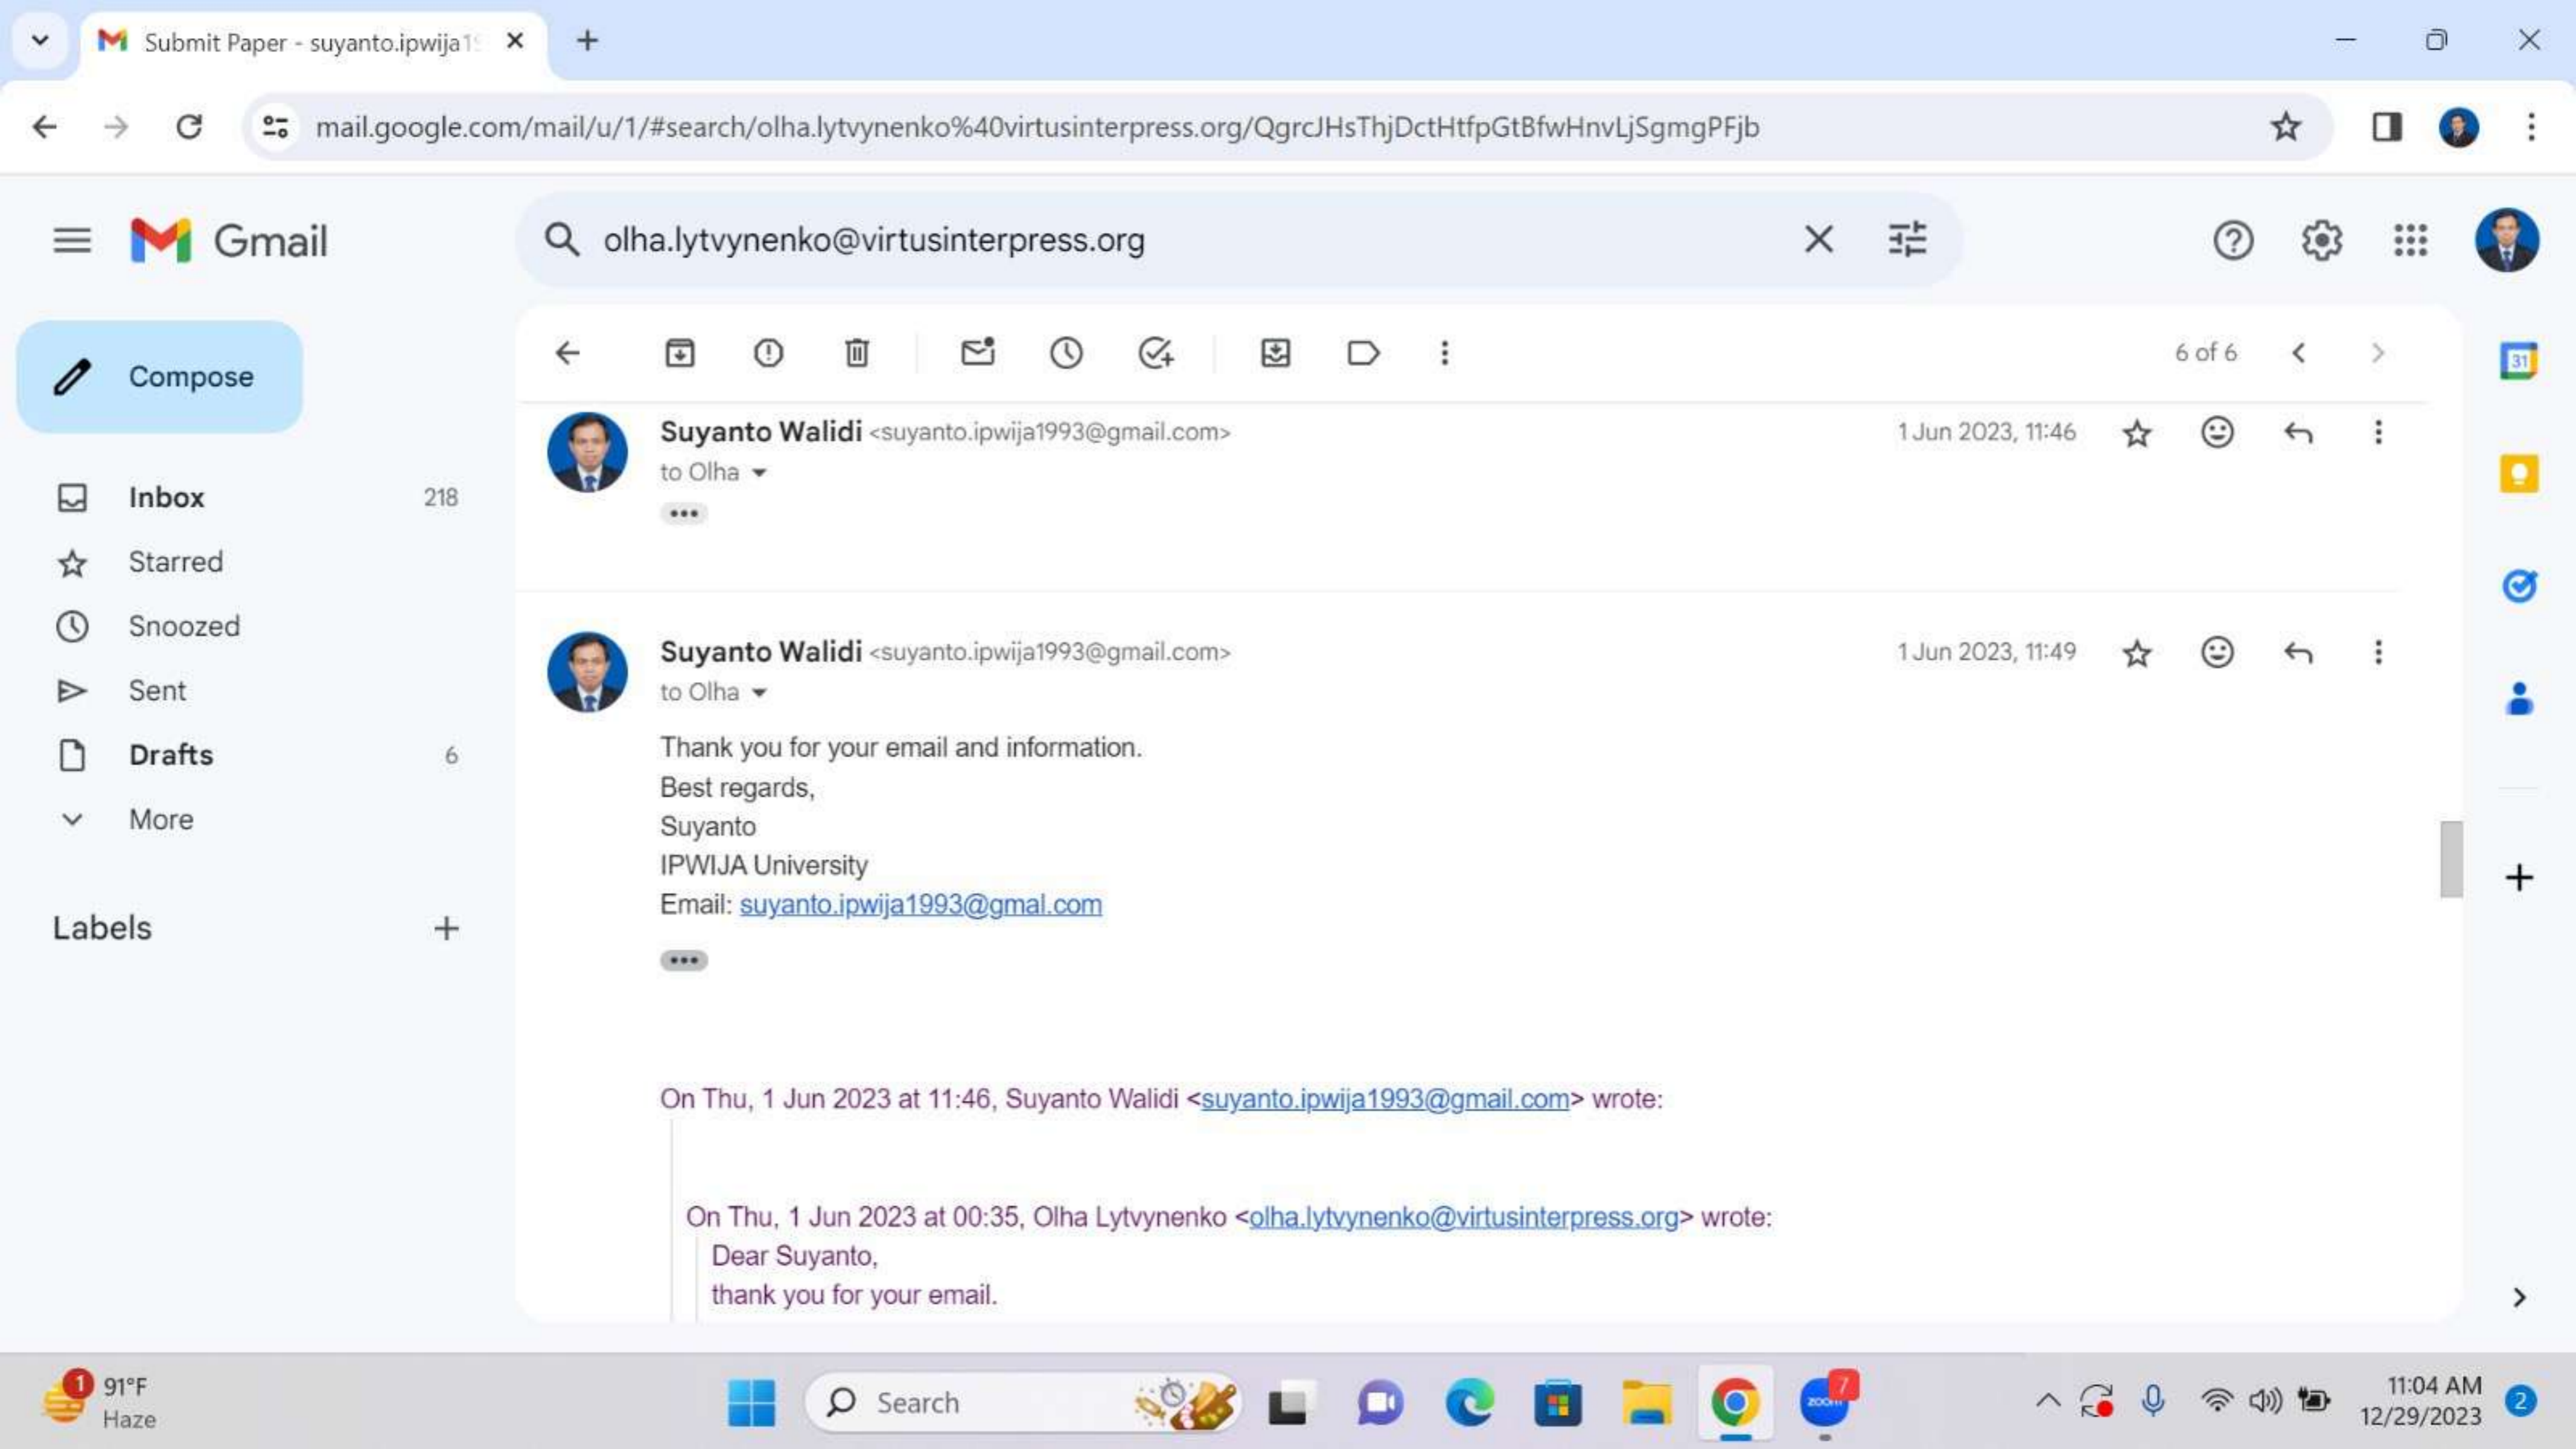 Submit Paper - suyanto.ipwija19
mail.google.com/mail/u/1/#search/olha.lytvynenko%40virtusinterpress.org/QgrcJHsThjDctHtfpGtBfwHnvLjSgmgPFjb
Gmail
olha.lytvynenko@virtusinterpress.org
Compose
6 of 6
31
Suyanto Walidi <suyanto.ipwija1993@gmail.com> 1 Jun 2023, 11:46
to Olha
Inbox 218
Starred
Snoozed
Sent
Drafts 6
More
Labels
Suyanto Walidi <suyanto.ipwija1993@gmail.com> 1 Jun 2023, 11:49
to Olha
Thank you for your email and information.
Best regards,
Suyanto
IPWIJA University
Email: suyanto.ipwija1993@gmal.com
On Thu, 1 Jun 2023 at 11:46, Suyanto Walidi <suyanto.ipwija1993@gmail.com> wrote:
On Thu, 1 Jun 2023 at 00:35, Olha Lytvynenko <olha.lytvynenko@virtusinterpress.org> wrote:
Dear Suyanto,
thank you for your email.
1
91°F
Haze
Search
zoom
7
11:04 AM
12/29/2023
2